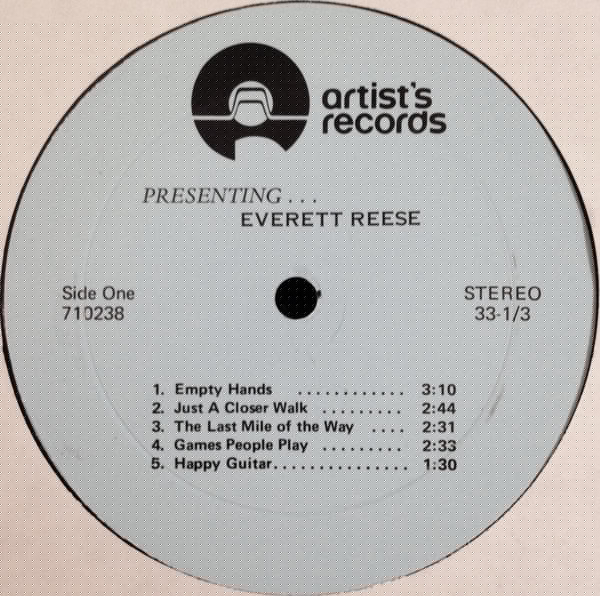 artist's
records
PRESENTING . . .
EVERETT REESE
Side One
710238
STEREO
33-1/3
1. Empty Hands . . . . . . . . . . . . 3:10
2. Just A Closer Walk . . . . . . . . . 2:44
3. The Last Mile of the Way . . . . 2:31
4. Games People Play . . . . . . . . . 2:33
5. Happy Guitar. . . . . . . . . . . . . . . 1:30